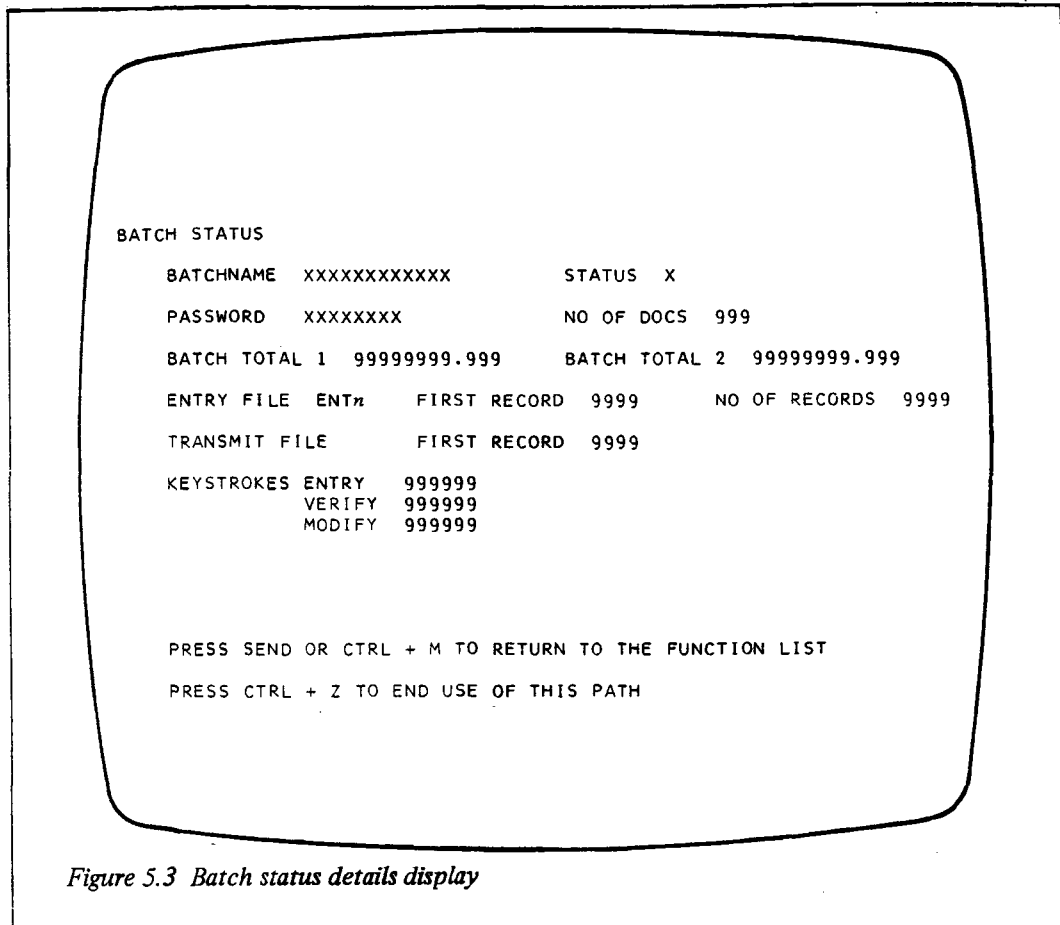 BATCH STATUS
BATCHNAME XXXXXXXXXXXX STATUS X
PASSWORD XXXXXXXX NO OF DOCS 999
BATCH TOTAL 1 99999999.999 BATCH TOTAL 2 99999999.999
ENTRY FILE ENTn FIRST RECORD 9999 NO OF RECORDS 9999
TRANSMIT FILE FIRST RECORD 9999
KEYSTROKES ENTRY 999999
VERIFY 999999
MODIFY 999999
PRESS SEND OR CTRL + M TO RETURN TO THE FUNCTION LIST
PRESS CTRL + Z TO END USE OF THIS PATH
Figure 5.3 Batch status details display